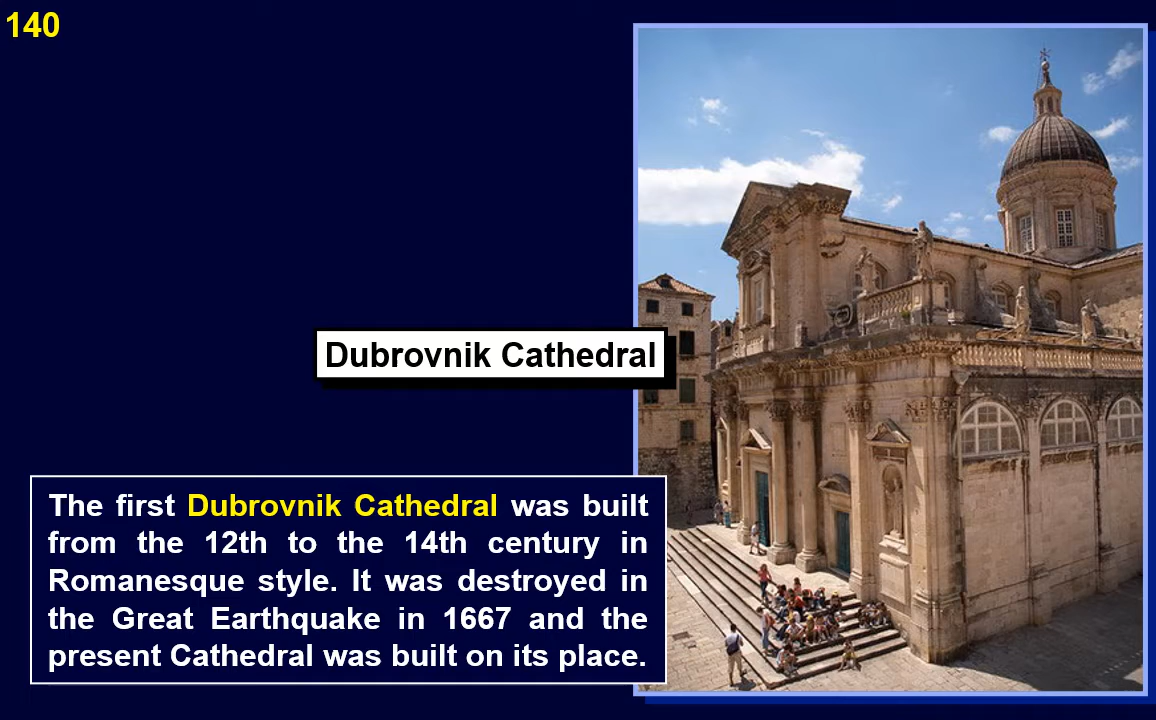 140
Dubrovnik Cathedral
The first Dubrovnik Cathedral was built
from the 12th to the 14th century in
Romanesque style. It was destroyed in
the Great Earthquake in 1667 and the
present Cathedral was built on its place.